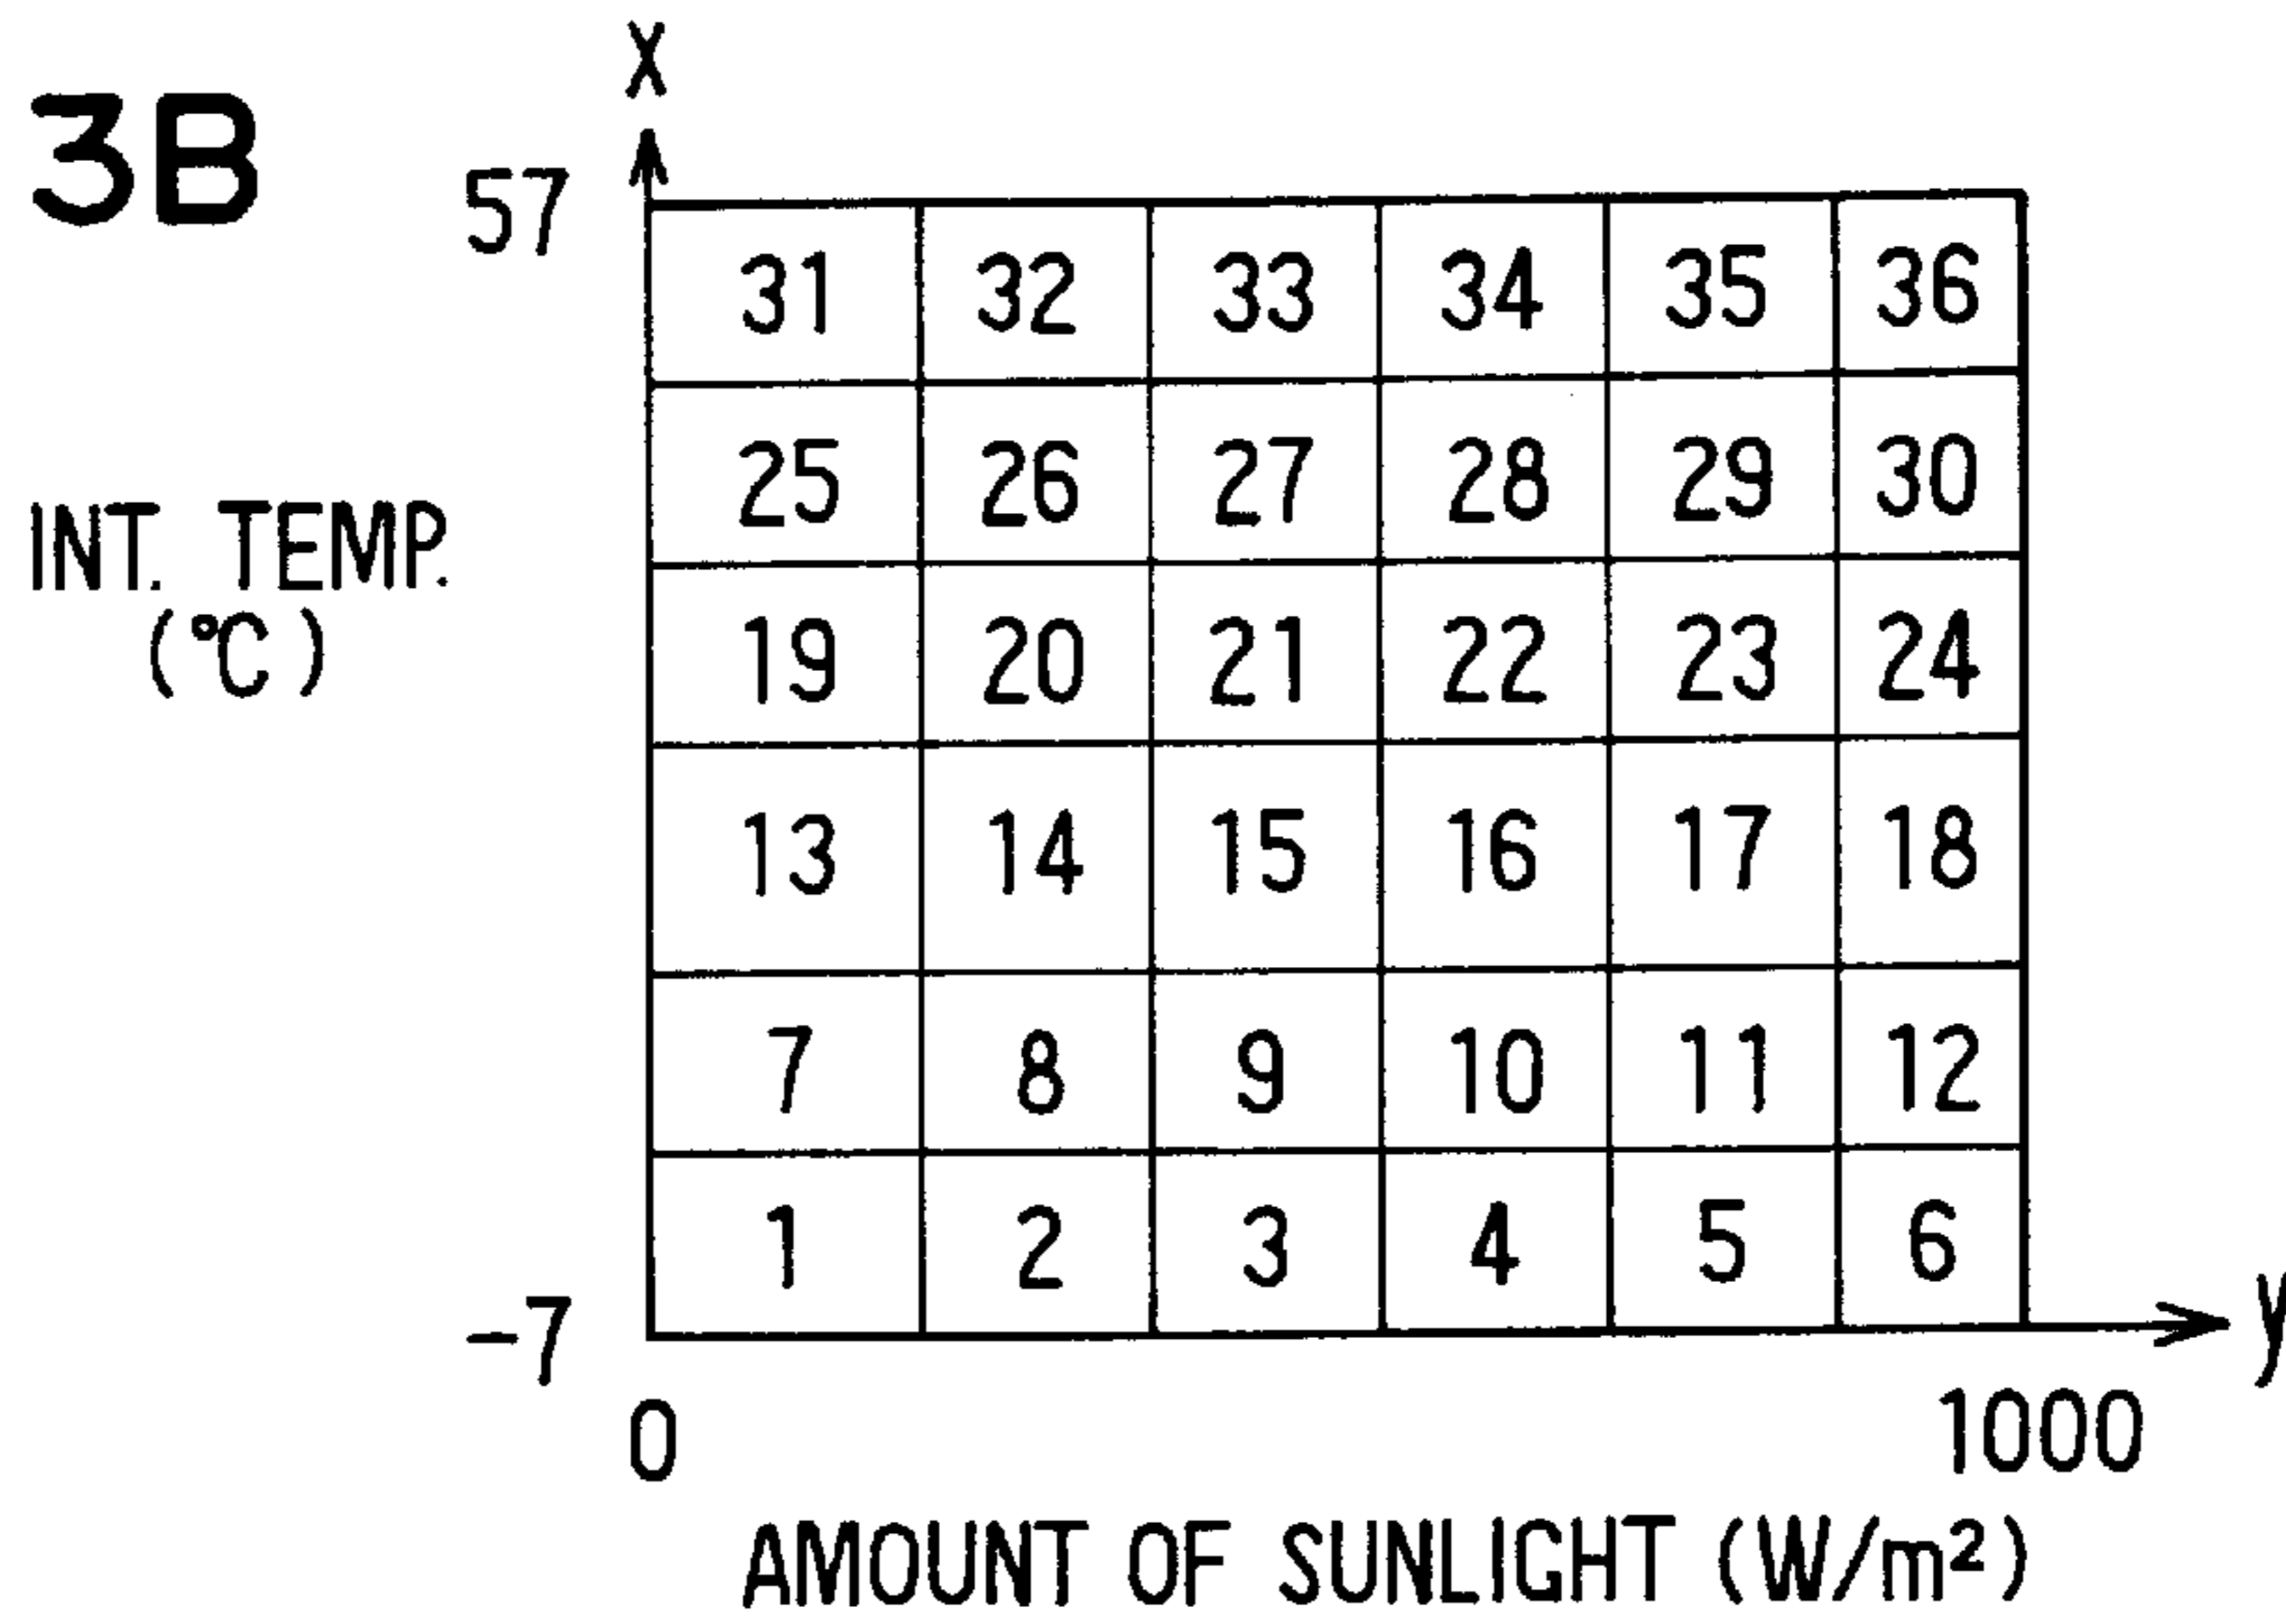 3B
X
57
31 32 33 34 35 36
25 26 27 28 29 30
INT. TEMP.
(°C)
19 20 21 22 23 24
13 14 15 16 17 18
7 8 9 10 11 12
1 2 3 4 5 6
-7
y
0 1000
AMOUNT OF SUNLIGHT (W/m²)